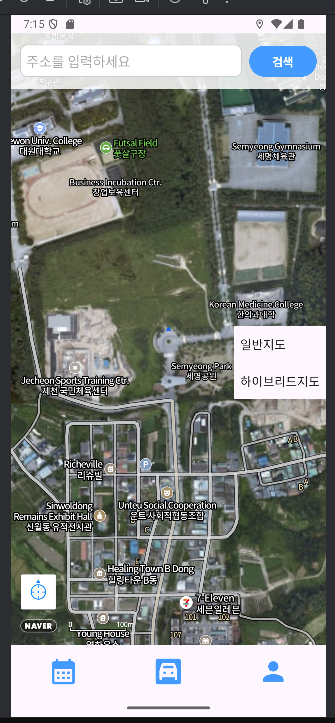 7:15
주소를 입력하세요
검색
ewon Univ. College
대원대학교
Futsal Field
풋살구장
Semyeong Gymnasium
세명체육관
Business Incubation Ctr.
창업보육센터
m
Korean Medicine College
한의과대학
일반지도
하이브리드지도
Semyeong Park
세명공원
Jecheon Sports Training Ctr.
제천국민체육센터
Richeville
리슈빌
P
Sinwoldong
Remains Exhibit Hall
신월동유적전시관
Unteu Social Cooperation
운트사회적협동조합
A B
A
B
C
Healing Town B Dong
힐링타운 B동
7-Eleven
세븐일레븐
101
102
107
NAVER
0
100m
Young House